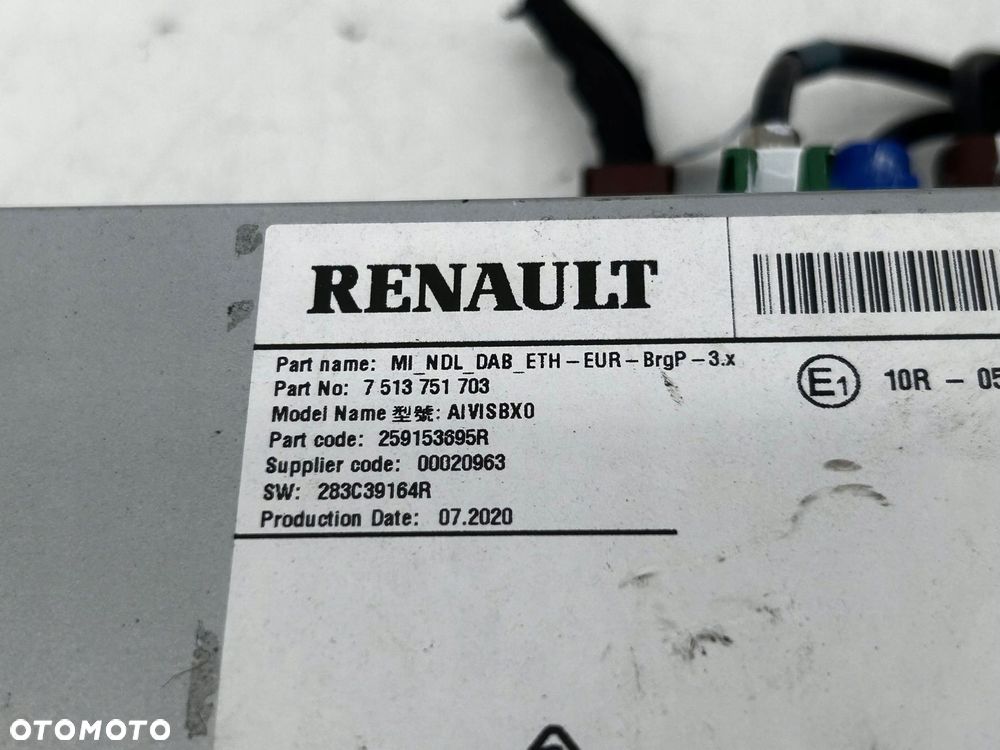 RENAULT
Part name: MI_NDL_DAB_ETH-EUR-BrgP-3.x
Part No: 7 513 751 703
Model Name 型號: AIVISBX0
Part code: 259153695R
Supplier code: 00020963
SW: 283C39164R
Production Date: 07.2020
E1 10R - 05
OTOMOTO